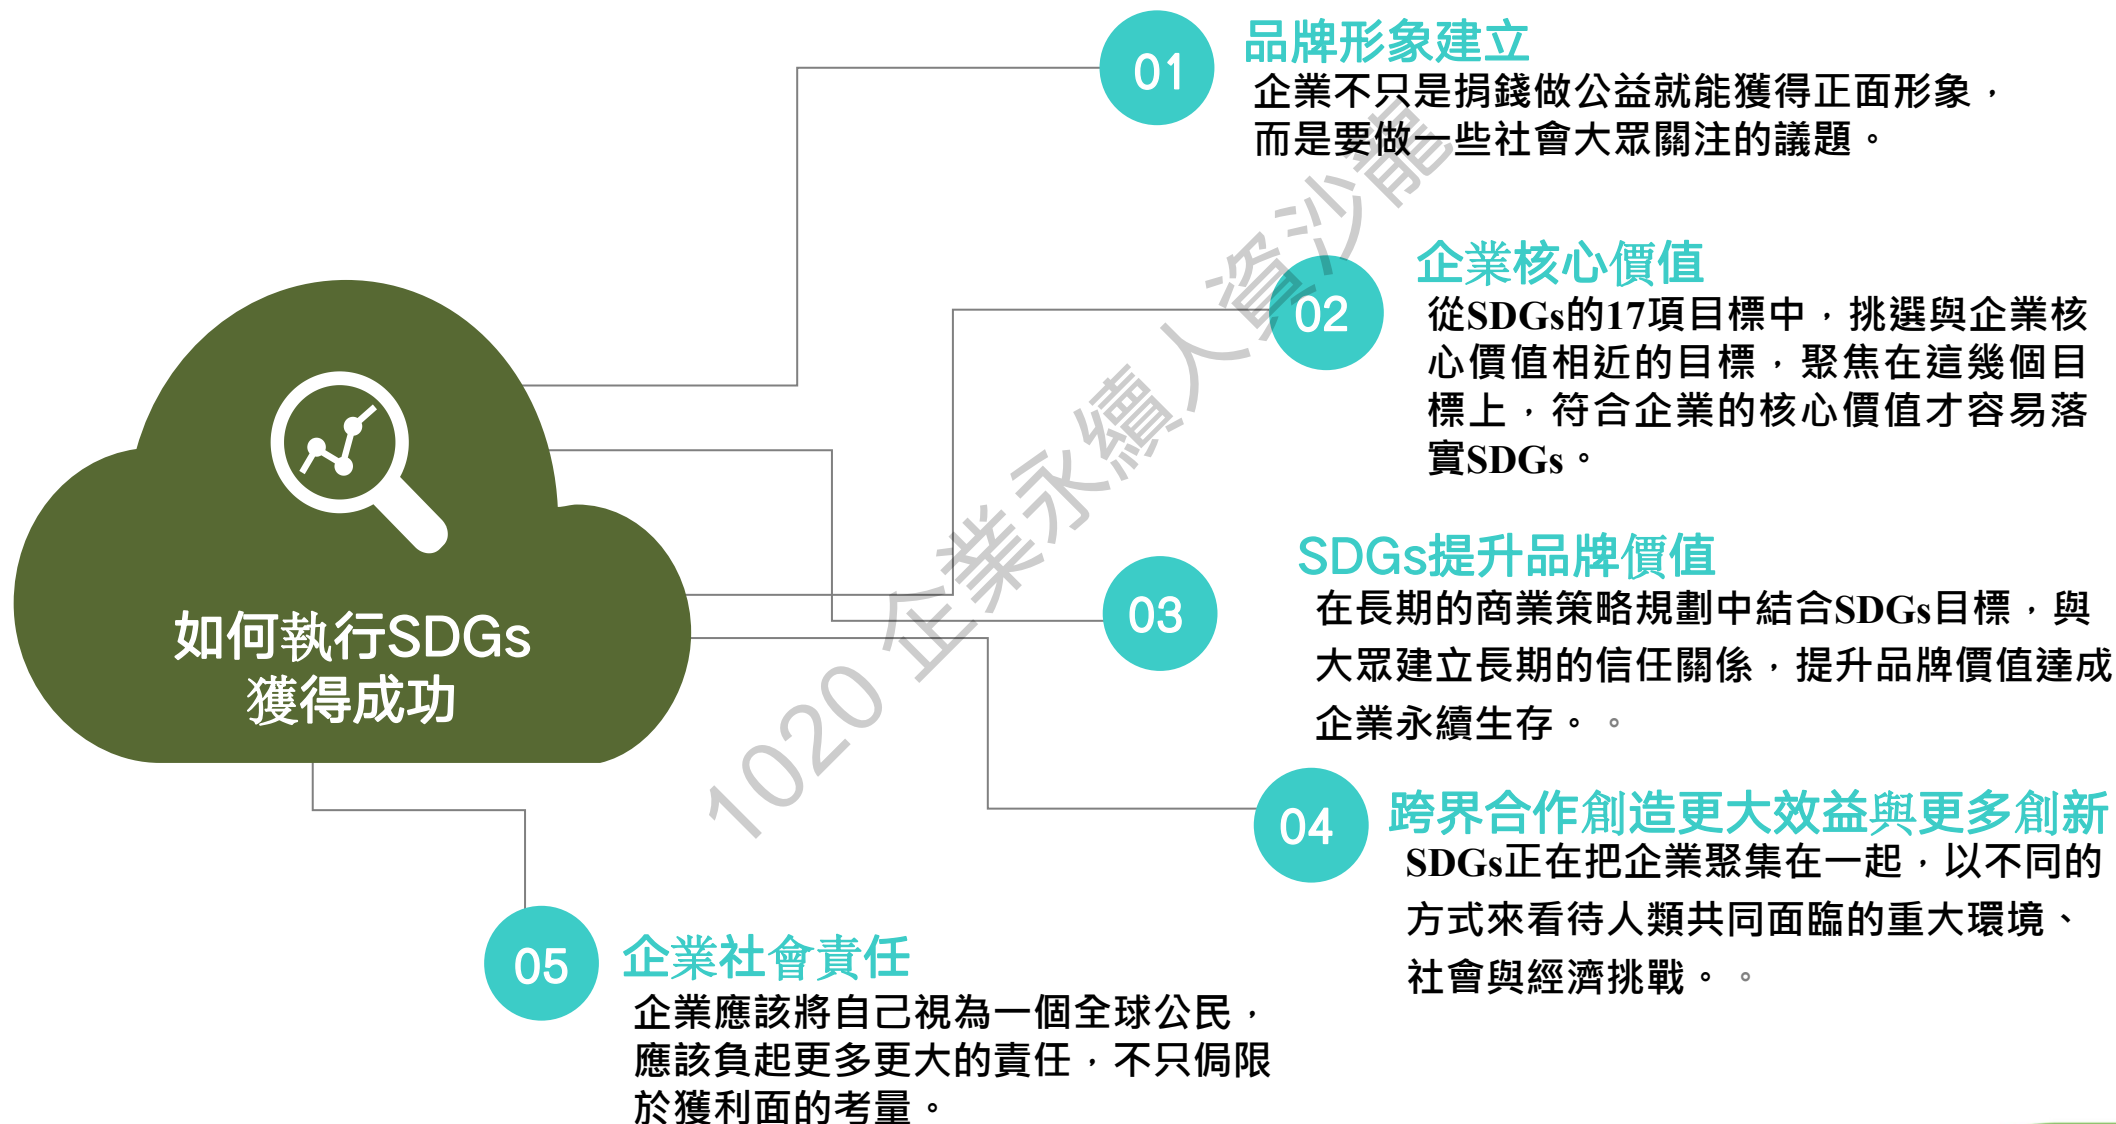 01
品牌形象建立
企業不只是捐錢做公益就能獲得正面形象，
而是要做一些社會大眾關注的議題。
02
企業核心價值
從SDGs的17項目標中，挑選與企業核
心價值相近的目標，聚焦在這幾個目
標上，符合企業的核心價值才容易落
實SDGs。
如何執行SDGs
獲得成功
03
SDGs提升品牌價值
在長期的商業策略規劃中結合SDGs目標，與
大眾建立長期的信任關係，提升品牌價值達成
企業永續生存。。
04
跨界合作創造更大效益與更多創新
SDGs正在把企業聚集在一起，以不同的
方式來看待人類共同面臨的重大環境、
社會與經濟挑戰。。
05
企業社會責任
企業應該將自己視為一個全球公民，
應該負起更多更大的責任，不只侷限
於獲利面的考量。
1020 企業永續人資沙龍